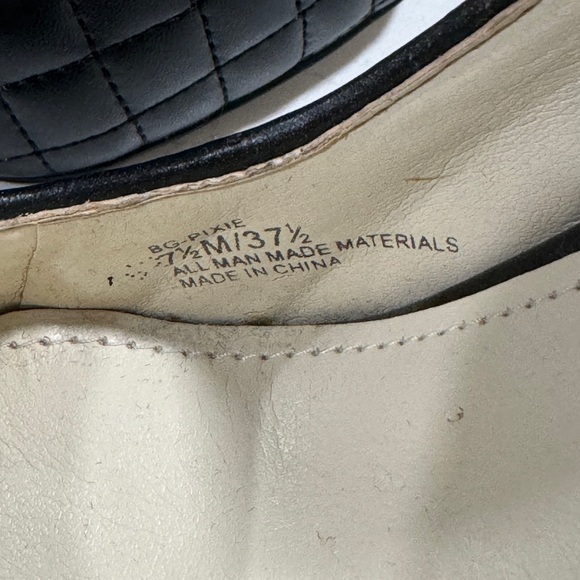 BG-PIXIE
7½M/37½
ALL MAN MADE MATERIALS
MADE IN CHINA